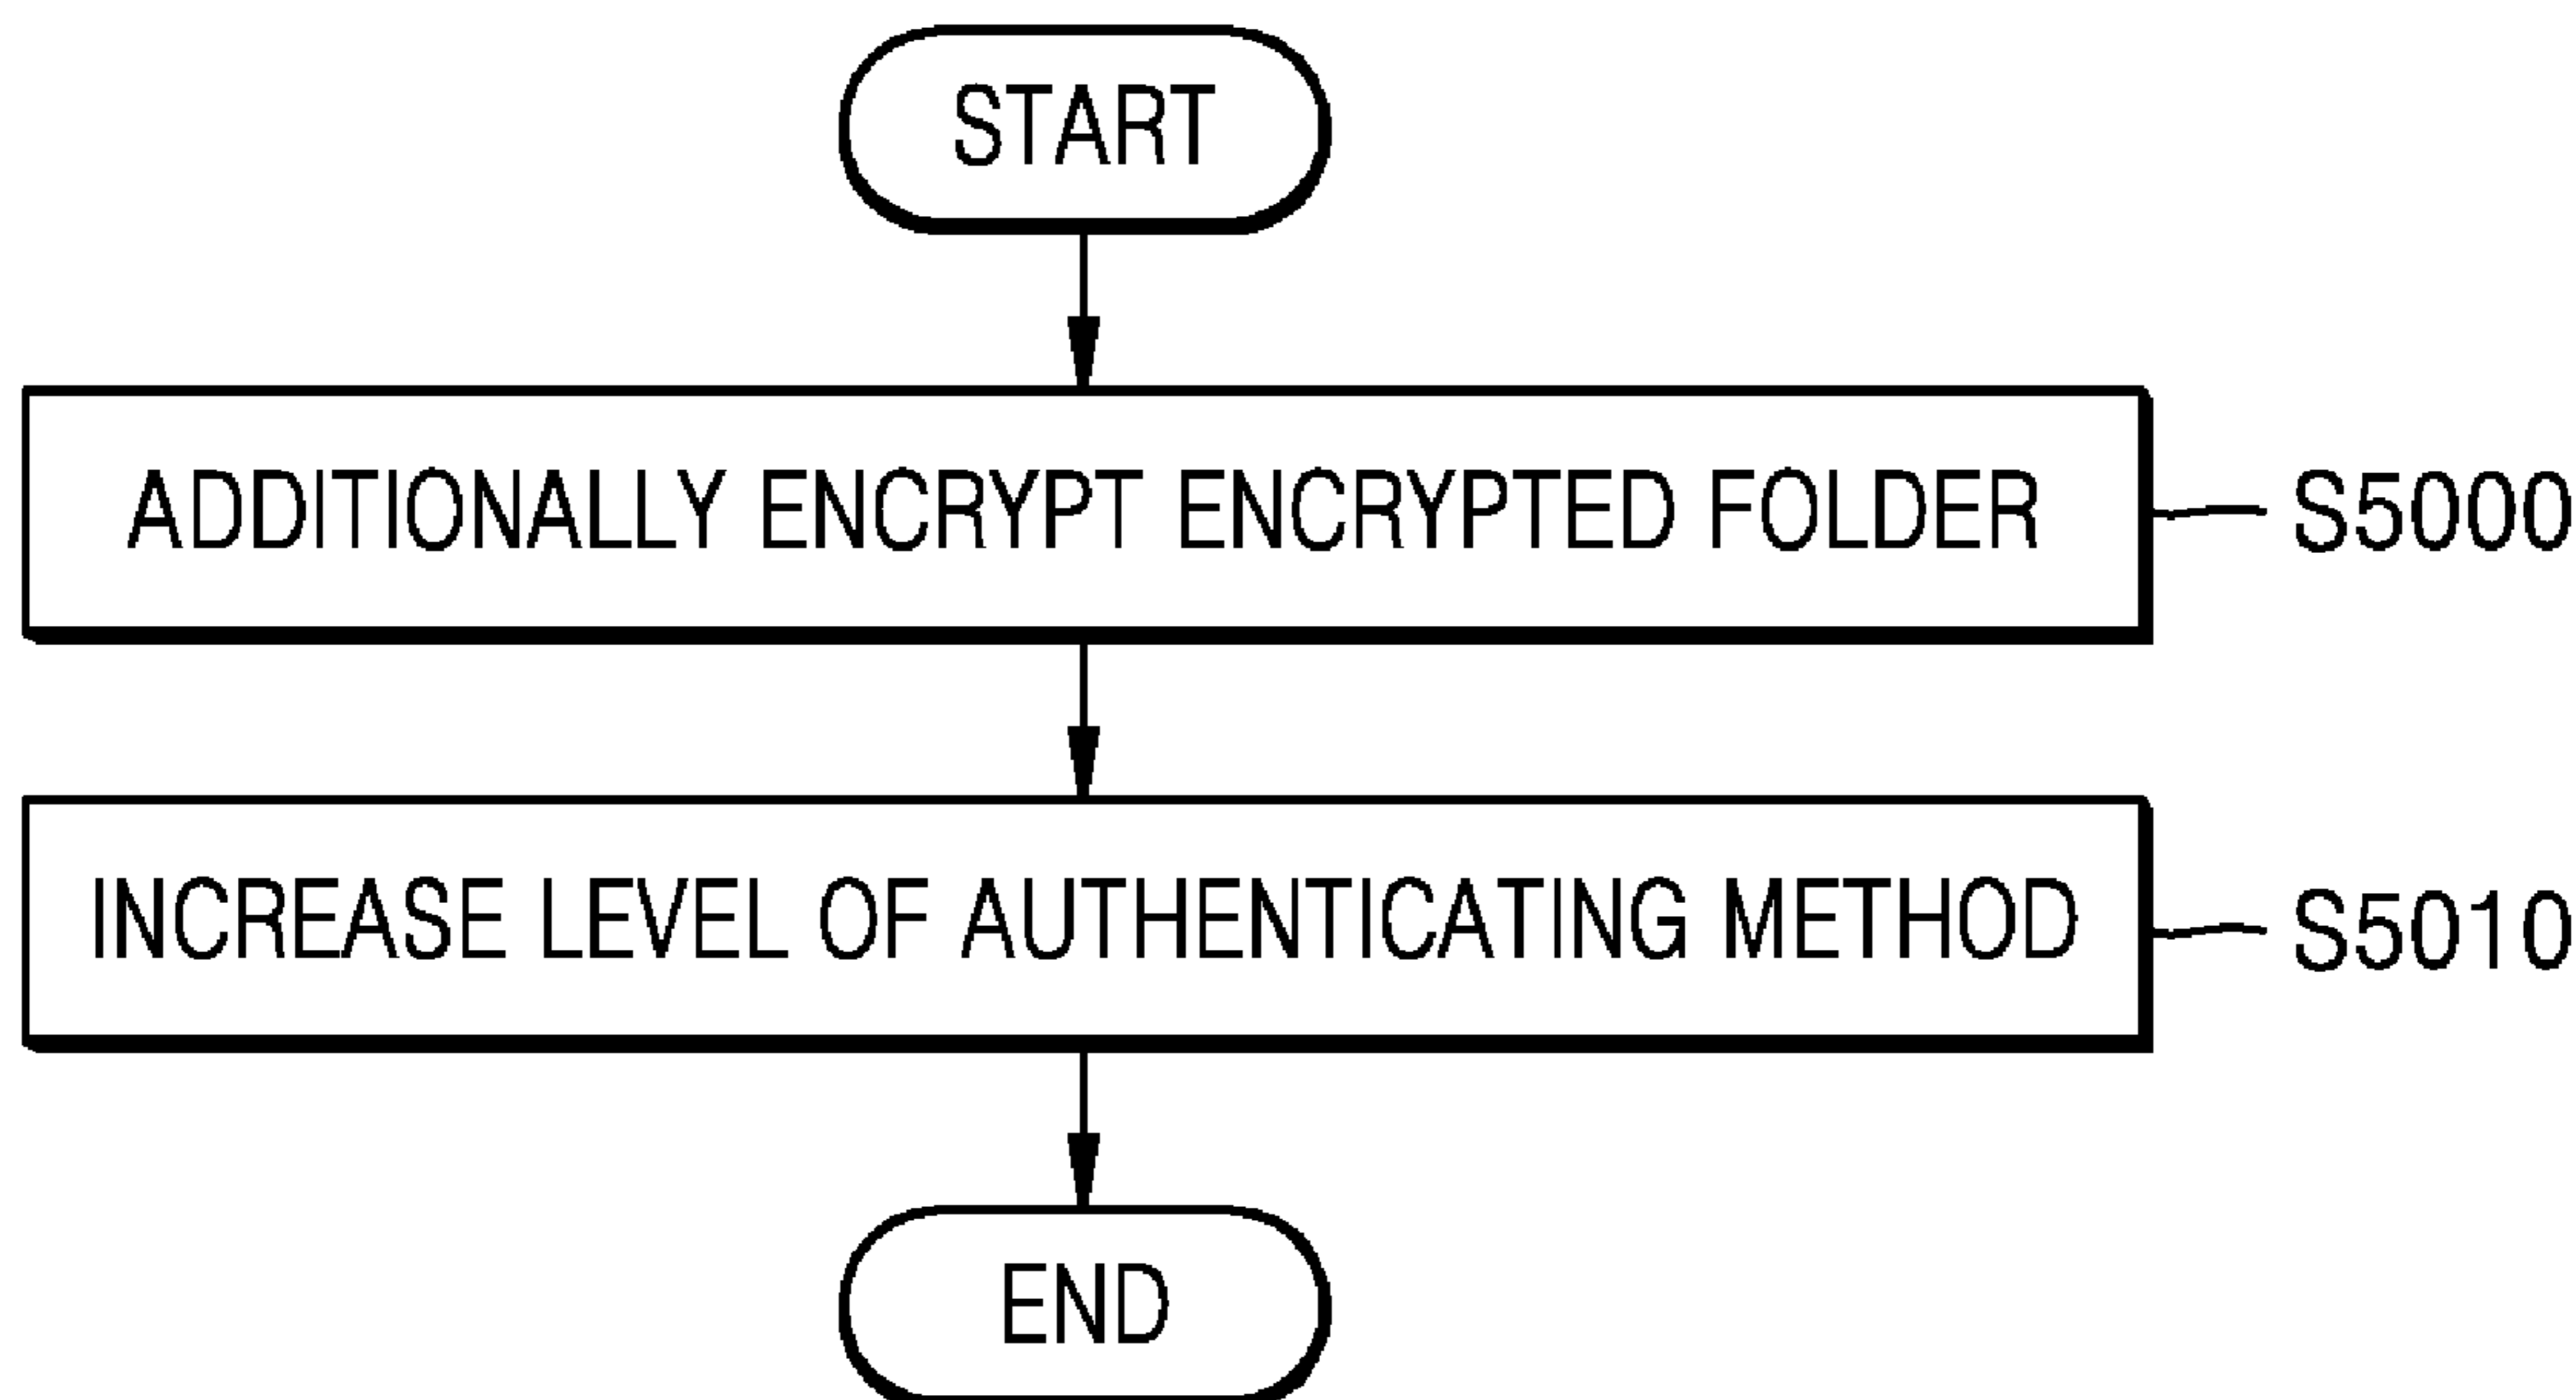 START
ADDITIONALLY ENCRYPT ENCRYPTED FOLDER
S5000
INCREASE LEVEL OF AUTHENTICATING METHOD
S5010
END